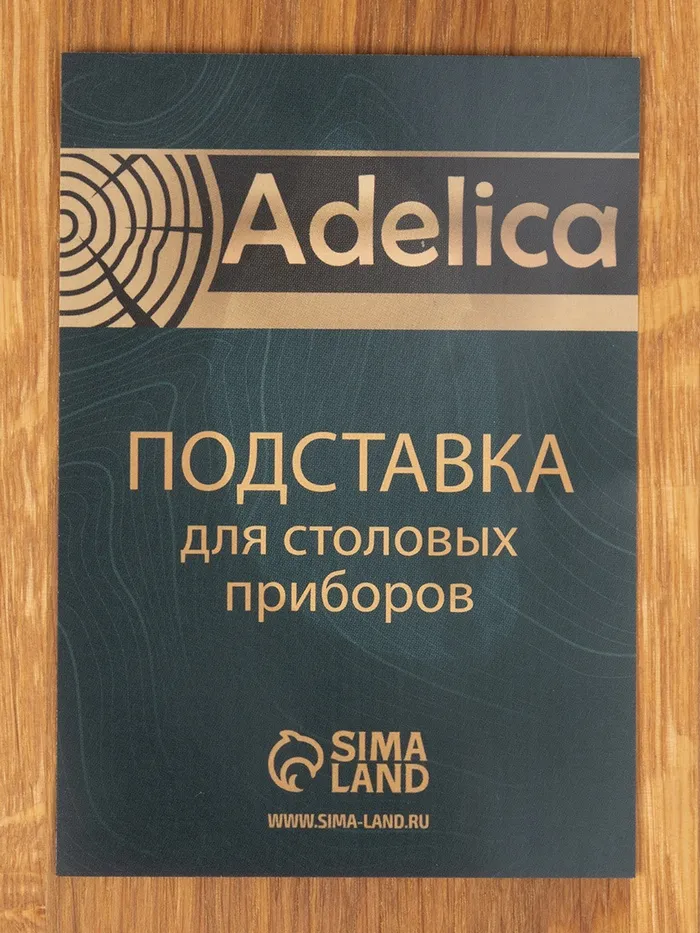 Adelica
ПОДСТАВКА
для столовых
приборов
SIMA
LAND
WWW.SIMA-LAND.RU